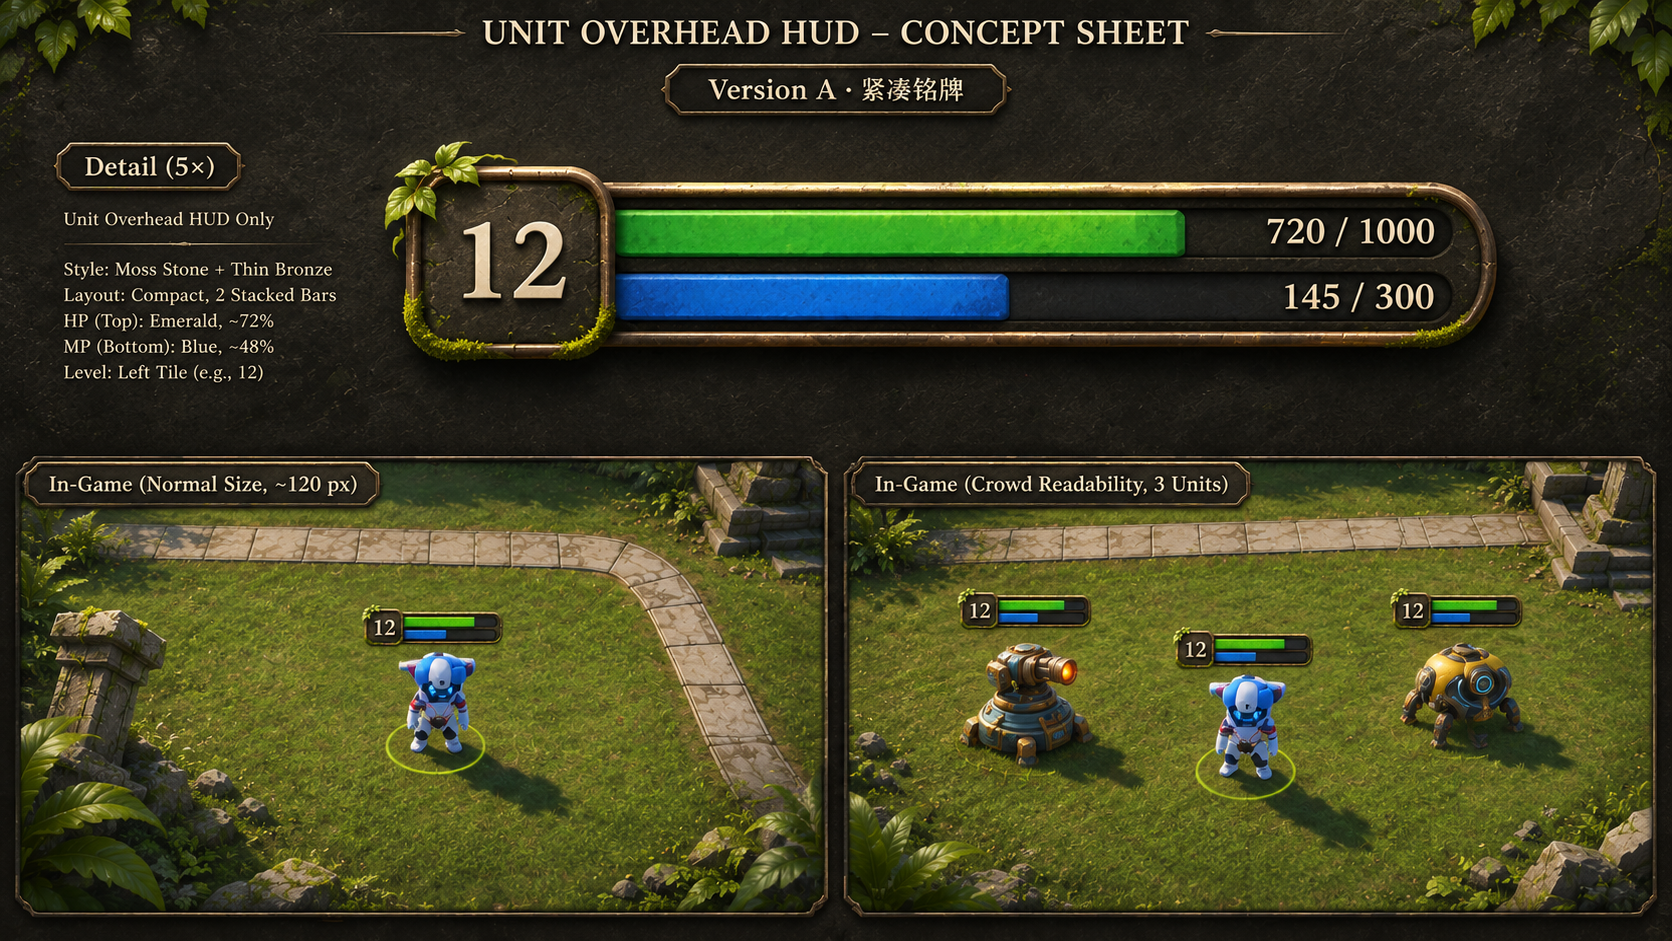 UNIT OVERHEAD HUD – CONCEPT SHEET
Version A · 紧凑铭牌
Detail (5×)
Unit Overhead HUD Only
Style: Moss Stone + Thin Bronze
Layout: Compact, 2 Stacked Bars
HP (Top): Emerald, ~72%
MP (Bottom): Blue, ~48%
Level: Left Tile (e.g., 12)
12
720 / 1000
145 / 300
In-Game (Normal Size, ~120 px)
12
In-Game (Crowd Readability, 3 Units)
12
12
12